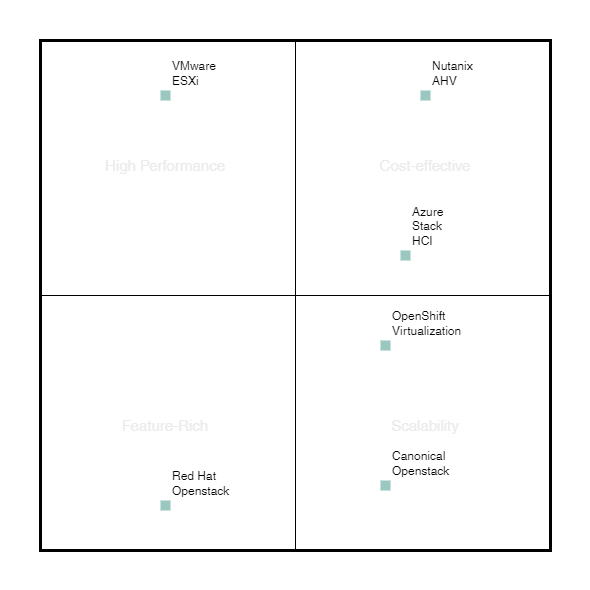 VMware
ESXi
Nutanix
AHV
High Performance
Cost-effective
Azure
Stack
HCI
OpenShift
Virtualization
Feature-Rich
Scalability
Canonical
Openstack
Red Hat
Openstack